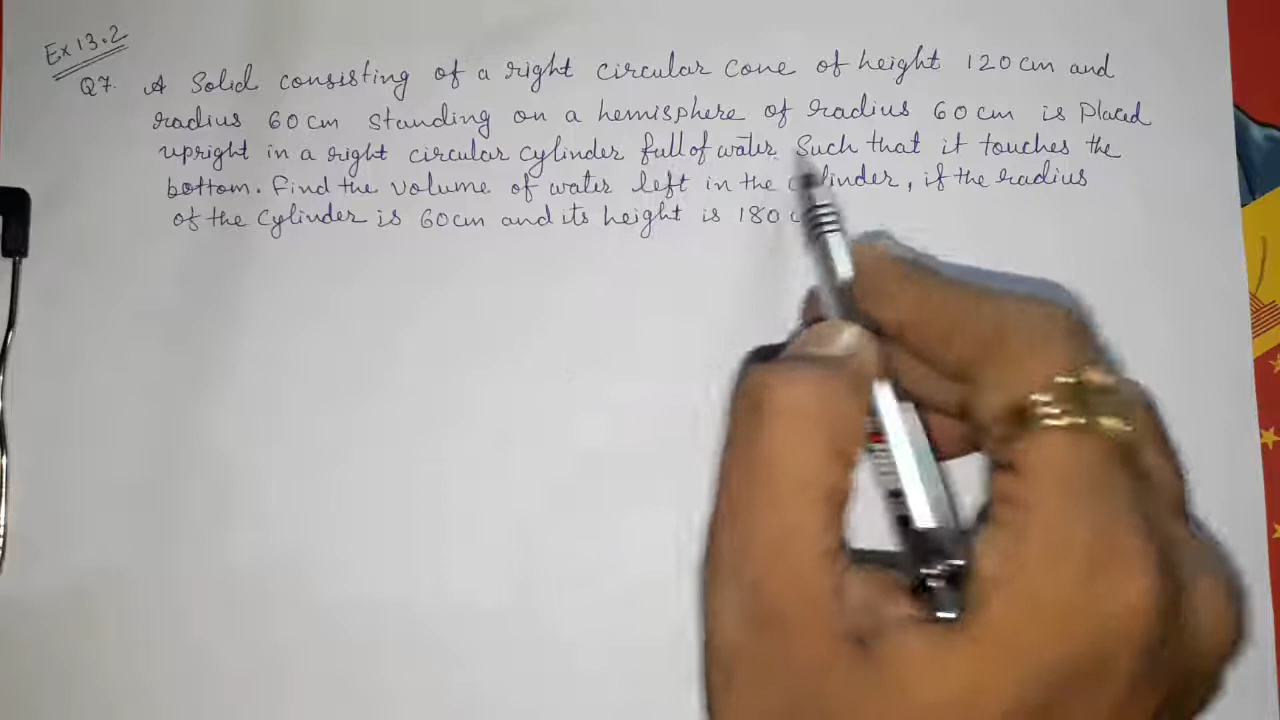 Ex 13.2
Q7. A Solid consisting of a right circular cone of height 120 cm and
radius 60 cm standing on a hemisphere of radius 60 cm is Placed
upright in a right circular cylinder full of water Such that it touches the
bottom. Find the volume of water left in the cylinder, if the radius
of the cylinder is 60cm and its height is 180